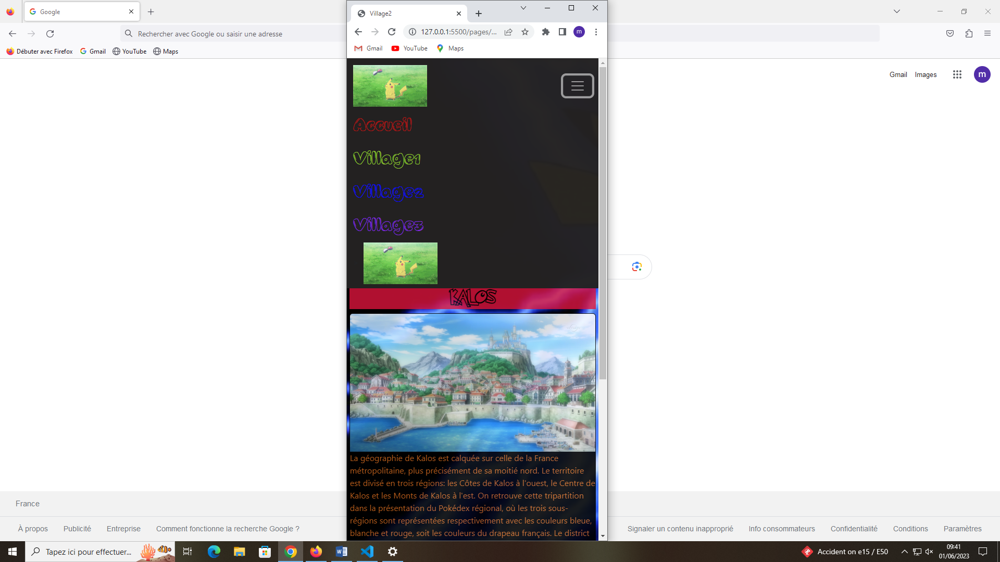 Google
Rechercher avec Google ou saisir une adresse
Débuter avec Firefox Gmail YouTube Maps
Village2
127.0.0.1:5500/pages/... m
Gmail YouTube Maps
Gmail Images m
Accueil
Village1
Village2
Village3
KALOS
La géographie de Kalos est calquée sur celle de la France
métropolitaine, plus précisément de sa moitié nord. Le territoire
est divisé en trois régions: les Côtes de Kalos à l'ouest, le Centre de
Kalos et les Monts de Kalos à l'est. On retrouve cette tripartition
dans la présentation du Pokédex régional, où les trois sous-
régions sont représentées respectivement avec les couleurs bleue,
blanche et rouge, soit les couleurs du drapeau français. Le district
France
À propos Publicité Entreprise Comment fonctionne la recherche Google ?
Signaler un contenu inapproprié Info consommateurs Confidentialité Conditions Paramètres
Tapez ici pour effectuer...
Accident on e15 / E50
09:41
01/06/2023